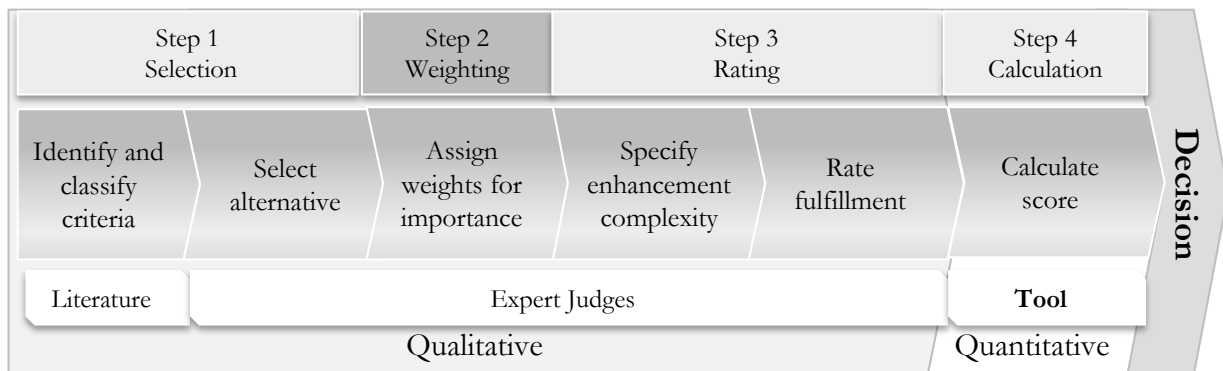 Step 1
Selection
Step 2
Weighting
Step 3
Rating
Step 4
Calculation
Identify and
classify
criteria
Select
alternative
Assign
weights for
importance
Specify
enhancement
complexity
Rate
fulfillment
Calculate
score
Decision
Literature
Expert Judges
Tool
Qualitative
Quantitative